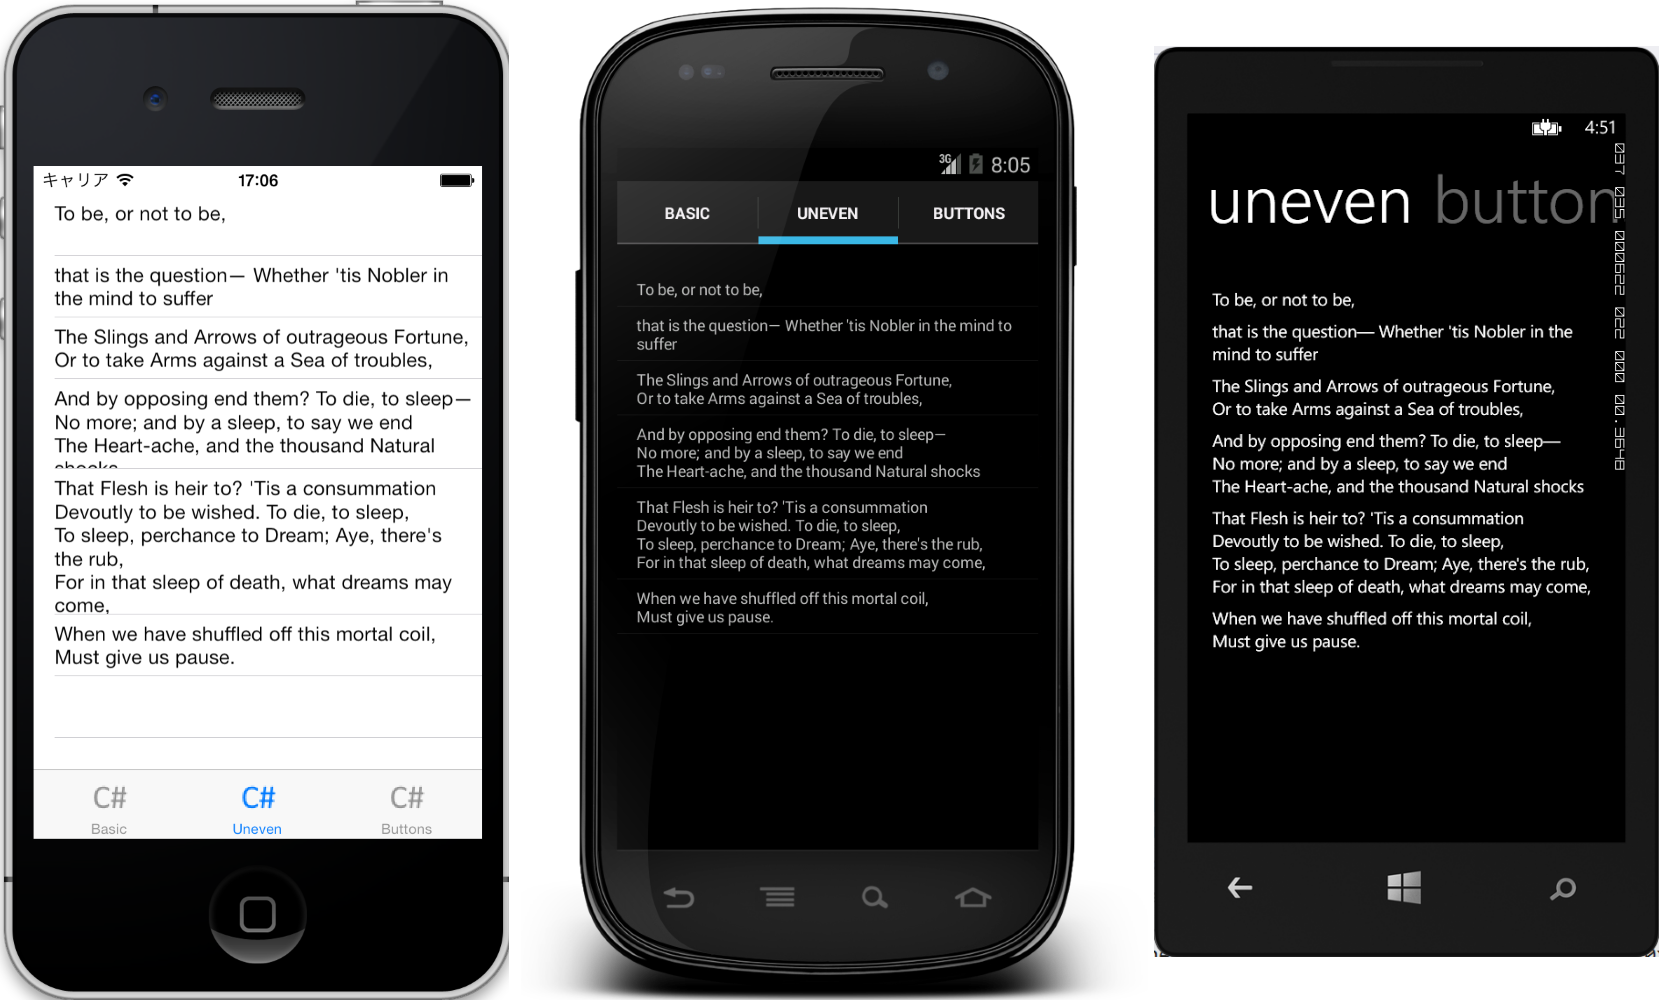 キャリア 17:06
To be, or not to be,
that is the question— Whether 'tis Nobler in
the mind to suffer
The Slings and Arrows of outrageous Fortune,
Or to take Arms against a Sea of troubles,
And by opposing end them? To die, to sleep—
No more; and by a sleep, to say we end
The Heart-ache, and the thousand Natural
shocks
That Flesh is heir to? 'Tis a consummation
Devoutly to be wished. To die, to sleep,
To sleep, perchance to Dream; Aye, there's
the rub,
For in that sleep of death, what dreams may
come,
When we have shuffled off this mortal coil,
Must give us pause.
C# C# C#
Basic Uneven Buttons
3G 8:05
BASIC UNEVEN BUTTONS
To be, or not to be,
that is the question— Whether 'tis Nobler in the mind to
suffer
The Slings and Arrows of outrageous Fortune,
Or to take Arms against a Sea of troubles,
And by opposing end them? To die, to sleep—
No more; and by a sleep, to say we end
The Heart-ache, and the thousand Natural shocks
That Flesh is heir to? 'Tis a consummation
Devoutly to be wished. To die, to sleep,
To sleep, perchance to Dream; Aye, there's the rub,
For in that sleep of death, what dreams may come,
When we have shuffled off this mortal coil,
Must give us pause.
4:51
uneven button
To be, or not to be,
that is the question— Whether 'tis Nobler in the
mind to suffer
The Slings and Arrows of outrageous Fortune,
Or to take Arms against a Sea of troubles,
And by opposing end them? To die, to sleep—
No more; and by a sleep, to say we end
The Heart-ache, and the thousand Natural shocks
That Flesh is heir to? 'Tis a consummation
Devoutly to be wished. To die, to sleep,
To sleep, perchance to Dream; Aye, there's the rub,
For in that sleep of death, what dreams may come,
When we have shuffled off this mortal coil,
Must give us pause.